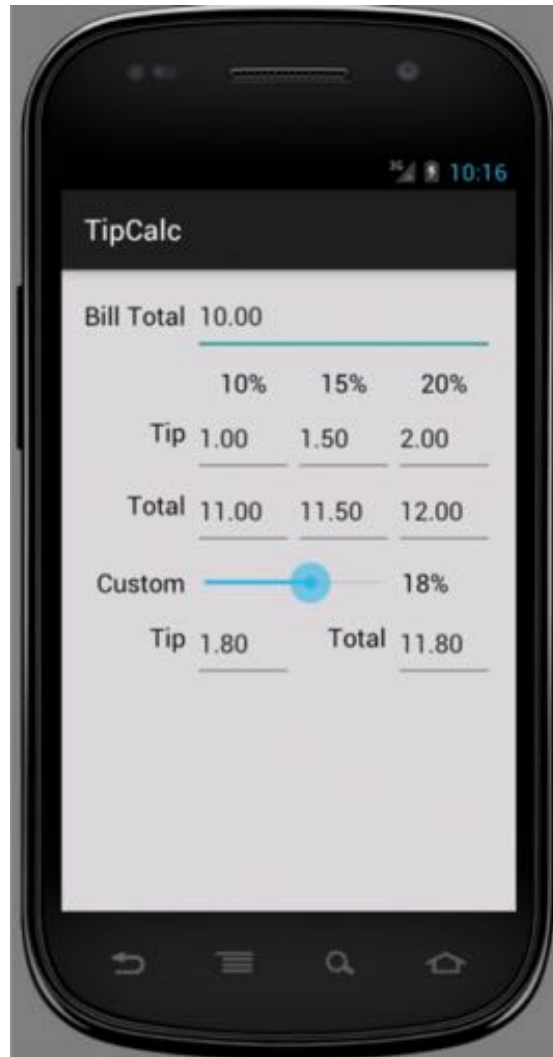 3G 10:16
TipCalc
Bill Total 10.00
10% 15% 20%
Tip 1.00 1.50 2.00
Total 11.00 11.50 12.00
Custom 18%
Tip 1.80 Total 11.80